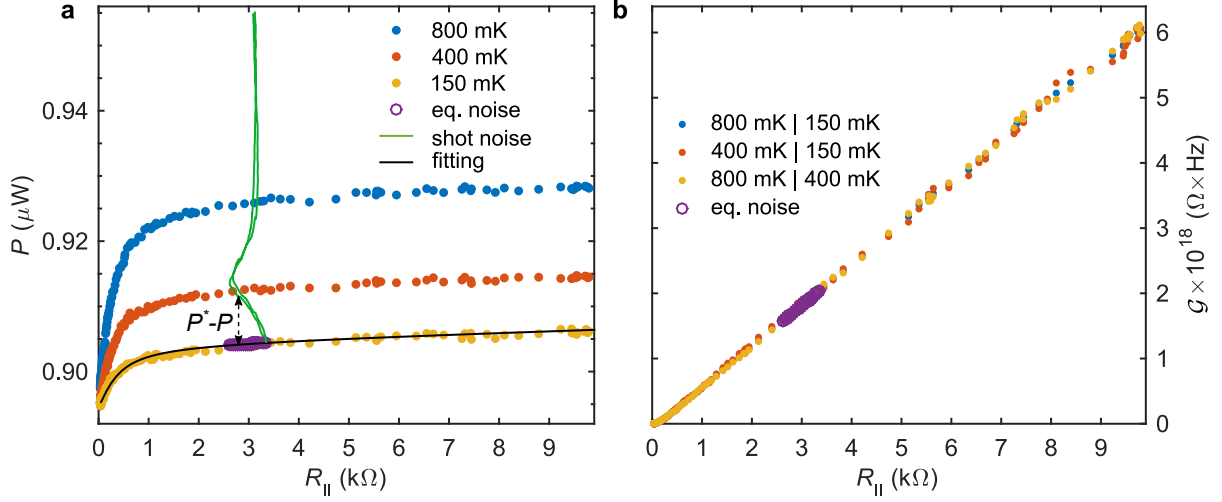 a
800 mK
400 mK
150 mK
eq. noise
shot noise
fitting
P*-P
0.94
0.92
0.90
P (μW)
0 1 2 3 4 5 6 7 8 9
R|| (kΩ)
b
800 mK | 150 mK
400 mK | 150 mK
800 mK | 400 mK
eq. noise
6
5
4
3
2
1
0
𝒢 × 10^18 (Ω×Hz)
0 1 2 3 4 5 6 7 8 9
R|| (kΩ)